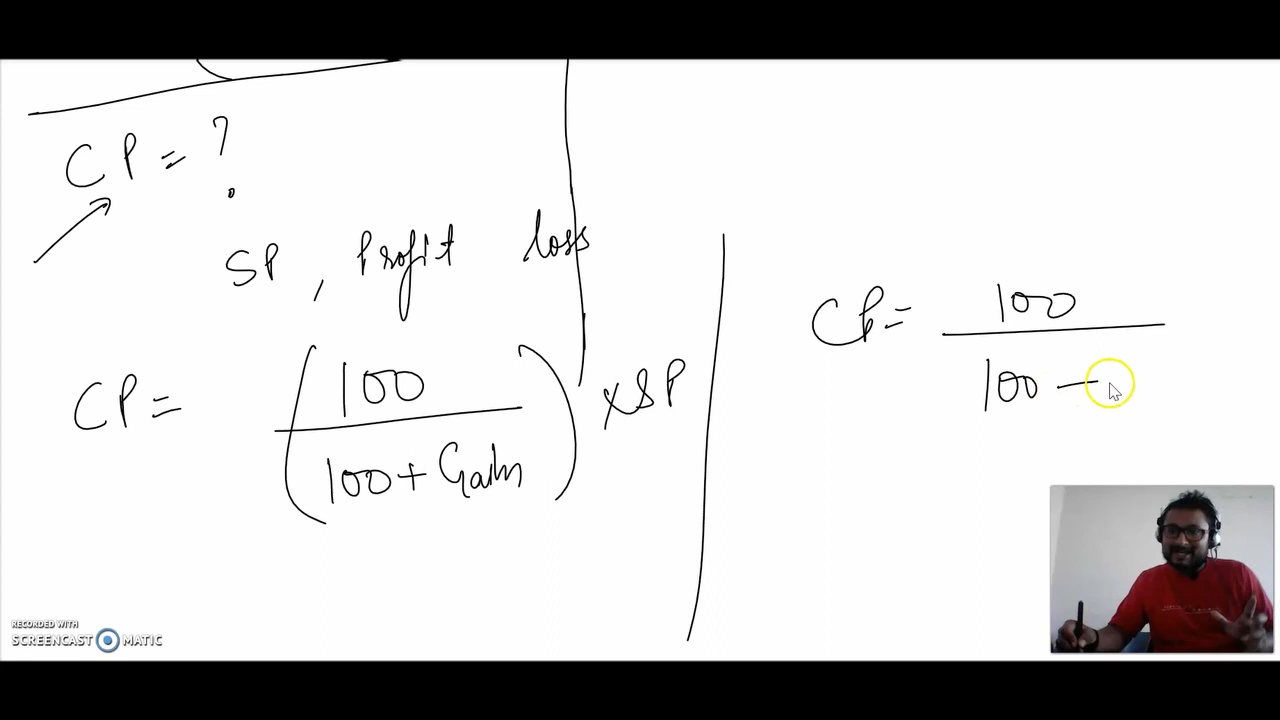 CP = ?
SP, Profit loss
CP = (100 / 100 + Gain) × SP
CP = 100 / 100 —
RECORDED WITH
SCREENCAST MATIC